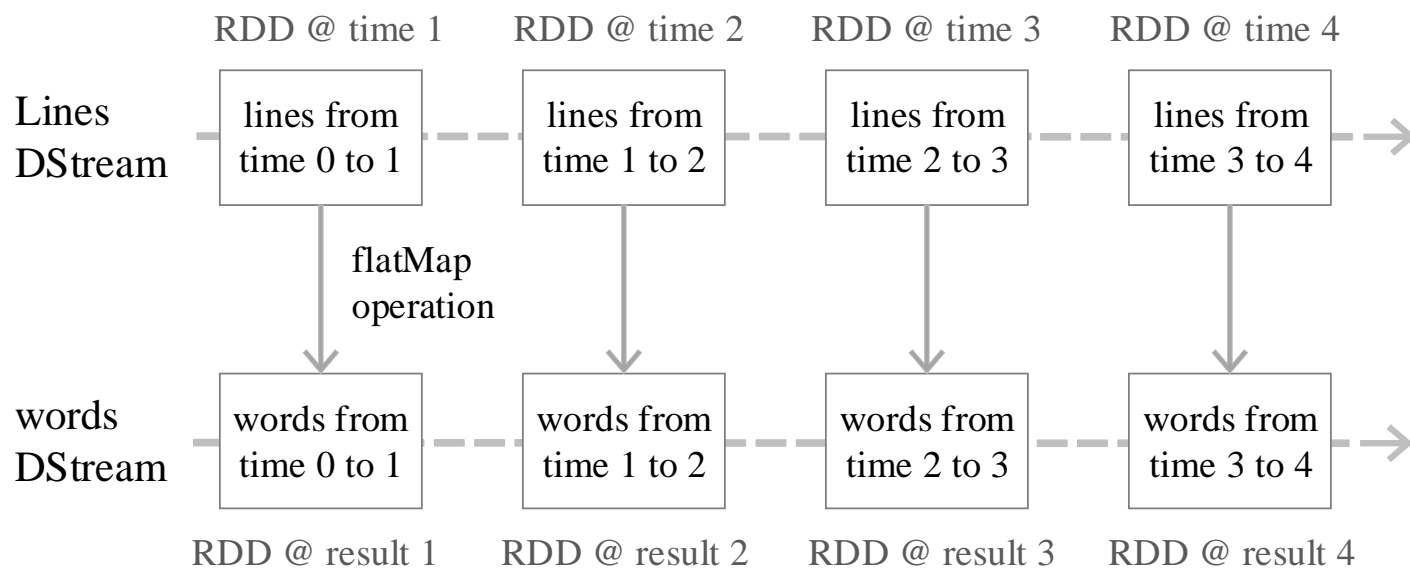 RDD @ time 1
RDD @ time 2
RDD @ time 3
RDD @ time 4
Lines
DStream
lines from
time 0 to 1
lines from
time 1 to 2
lines from
time 2 to 3
lines from
time 3 to 4
flatMap
operation
words
DStream
words from
time 0 to 1
words from
time 1 to 2
words from
time 2 to 3
words from
time 3 to 4
RDD @ result 1
RDD @ result 2
RDD @ result 3
RDD @ result 4